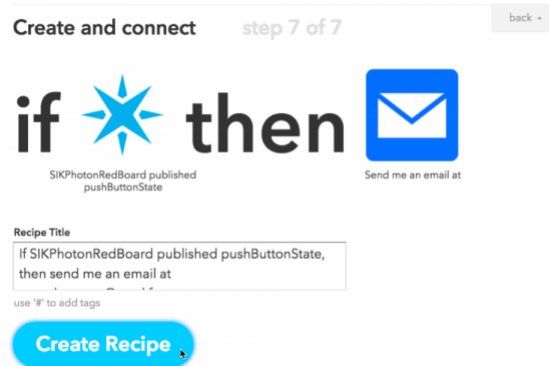 Create and connect step 7 of 7
back
if then
SIKPhotonRedBoard published
pushButtonState
Send me an email at
Recipe Title
If SIKPhotonRedBoard published pushButtonState,
then send me an email at
use '#' to add tags
Create Recipe